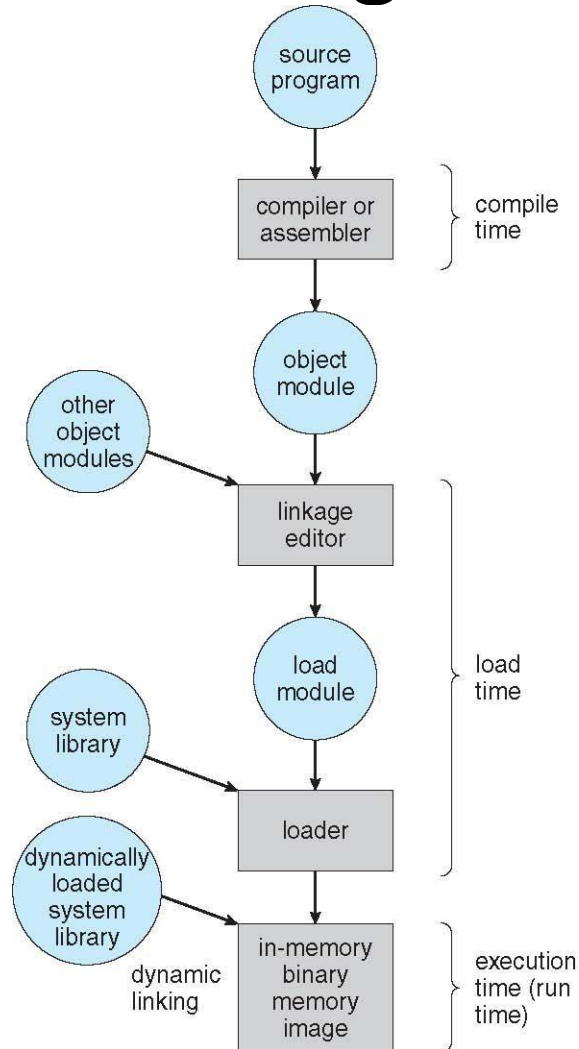 source
program
compiler or
assembler
compile
time
object
module
other
object
modules
linkage
editor
load
module
load
time
system
library
loader
dynamically
loaded
system
library
dynamic
linking
in-memory
binary
memory
image
execution
time (run
time)